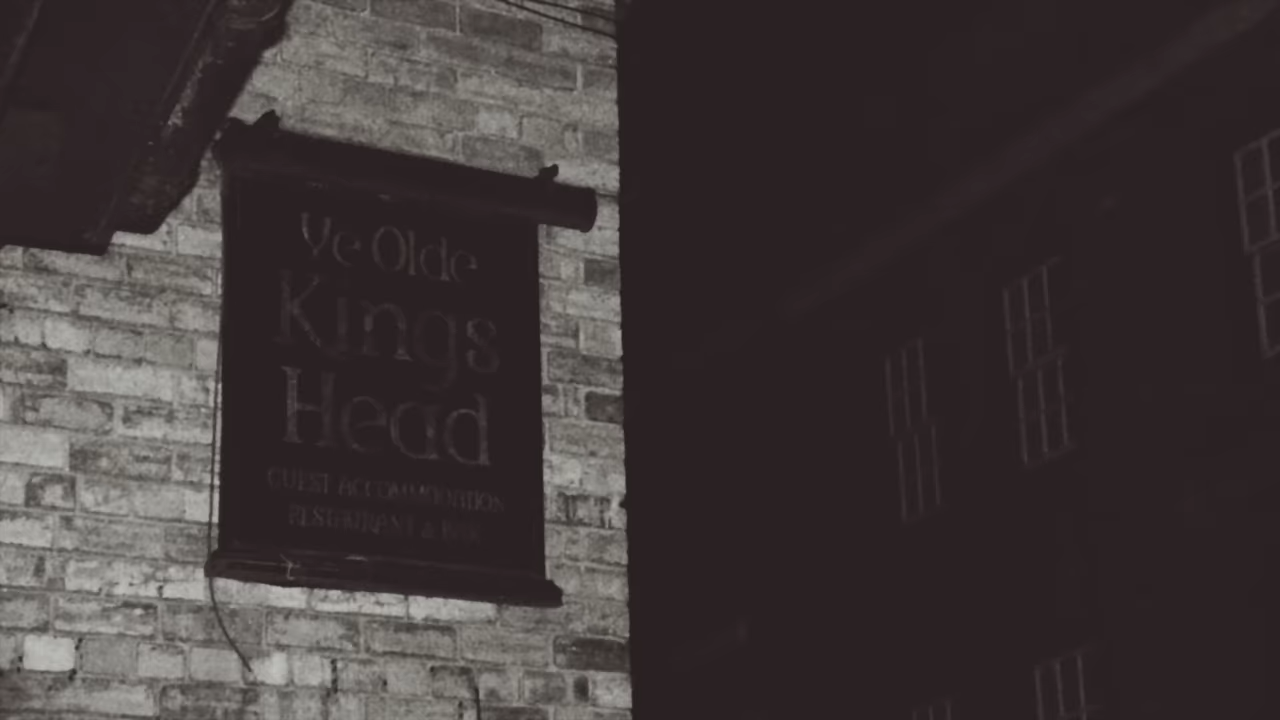 Ye Olde
Kings
Head
GUEST ACCOMMODATION
RESTAURANT & BAR